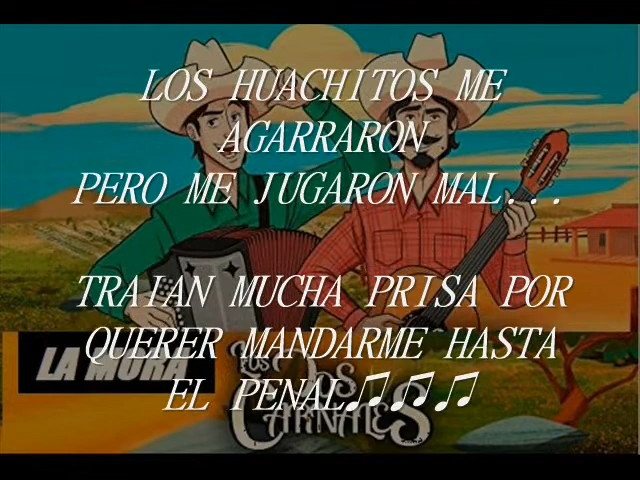 LOS HUACHITOS ME
AGARRARON
PERO ME JUGARON MAL...
TRAIAN MUCHA PRISA POR
QUERER MANDARME HASTA
EL PENAL♫♫♫
LA MURA
LOS DOS
CARNALES